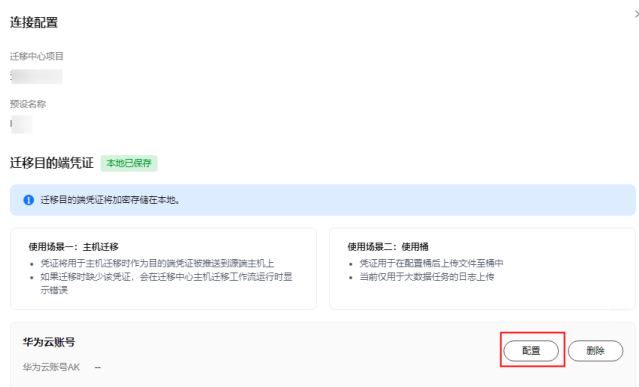 连接配置
迁移中心项目
预设名称
迁移目的端凭证 本地已保存
迁移目的端凭证将加密存储在本地。
使用场景一：主机迁移
• 凭证将用于主机迁移时作为目的端凭证被推送到源端主机上
• 如果迁移时缺少该凭证，会在迁移中心主机迁移工作流运行时显
示错误
使用场景二：使用桶
• 凭证用于在配置桶后上传文件至桶中
• 当前仅用于大数据任务的日志上传
华为云账号
配置 删除
华为云账号AK --